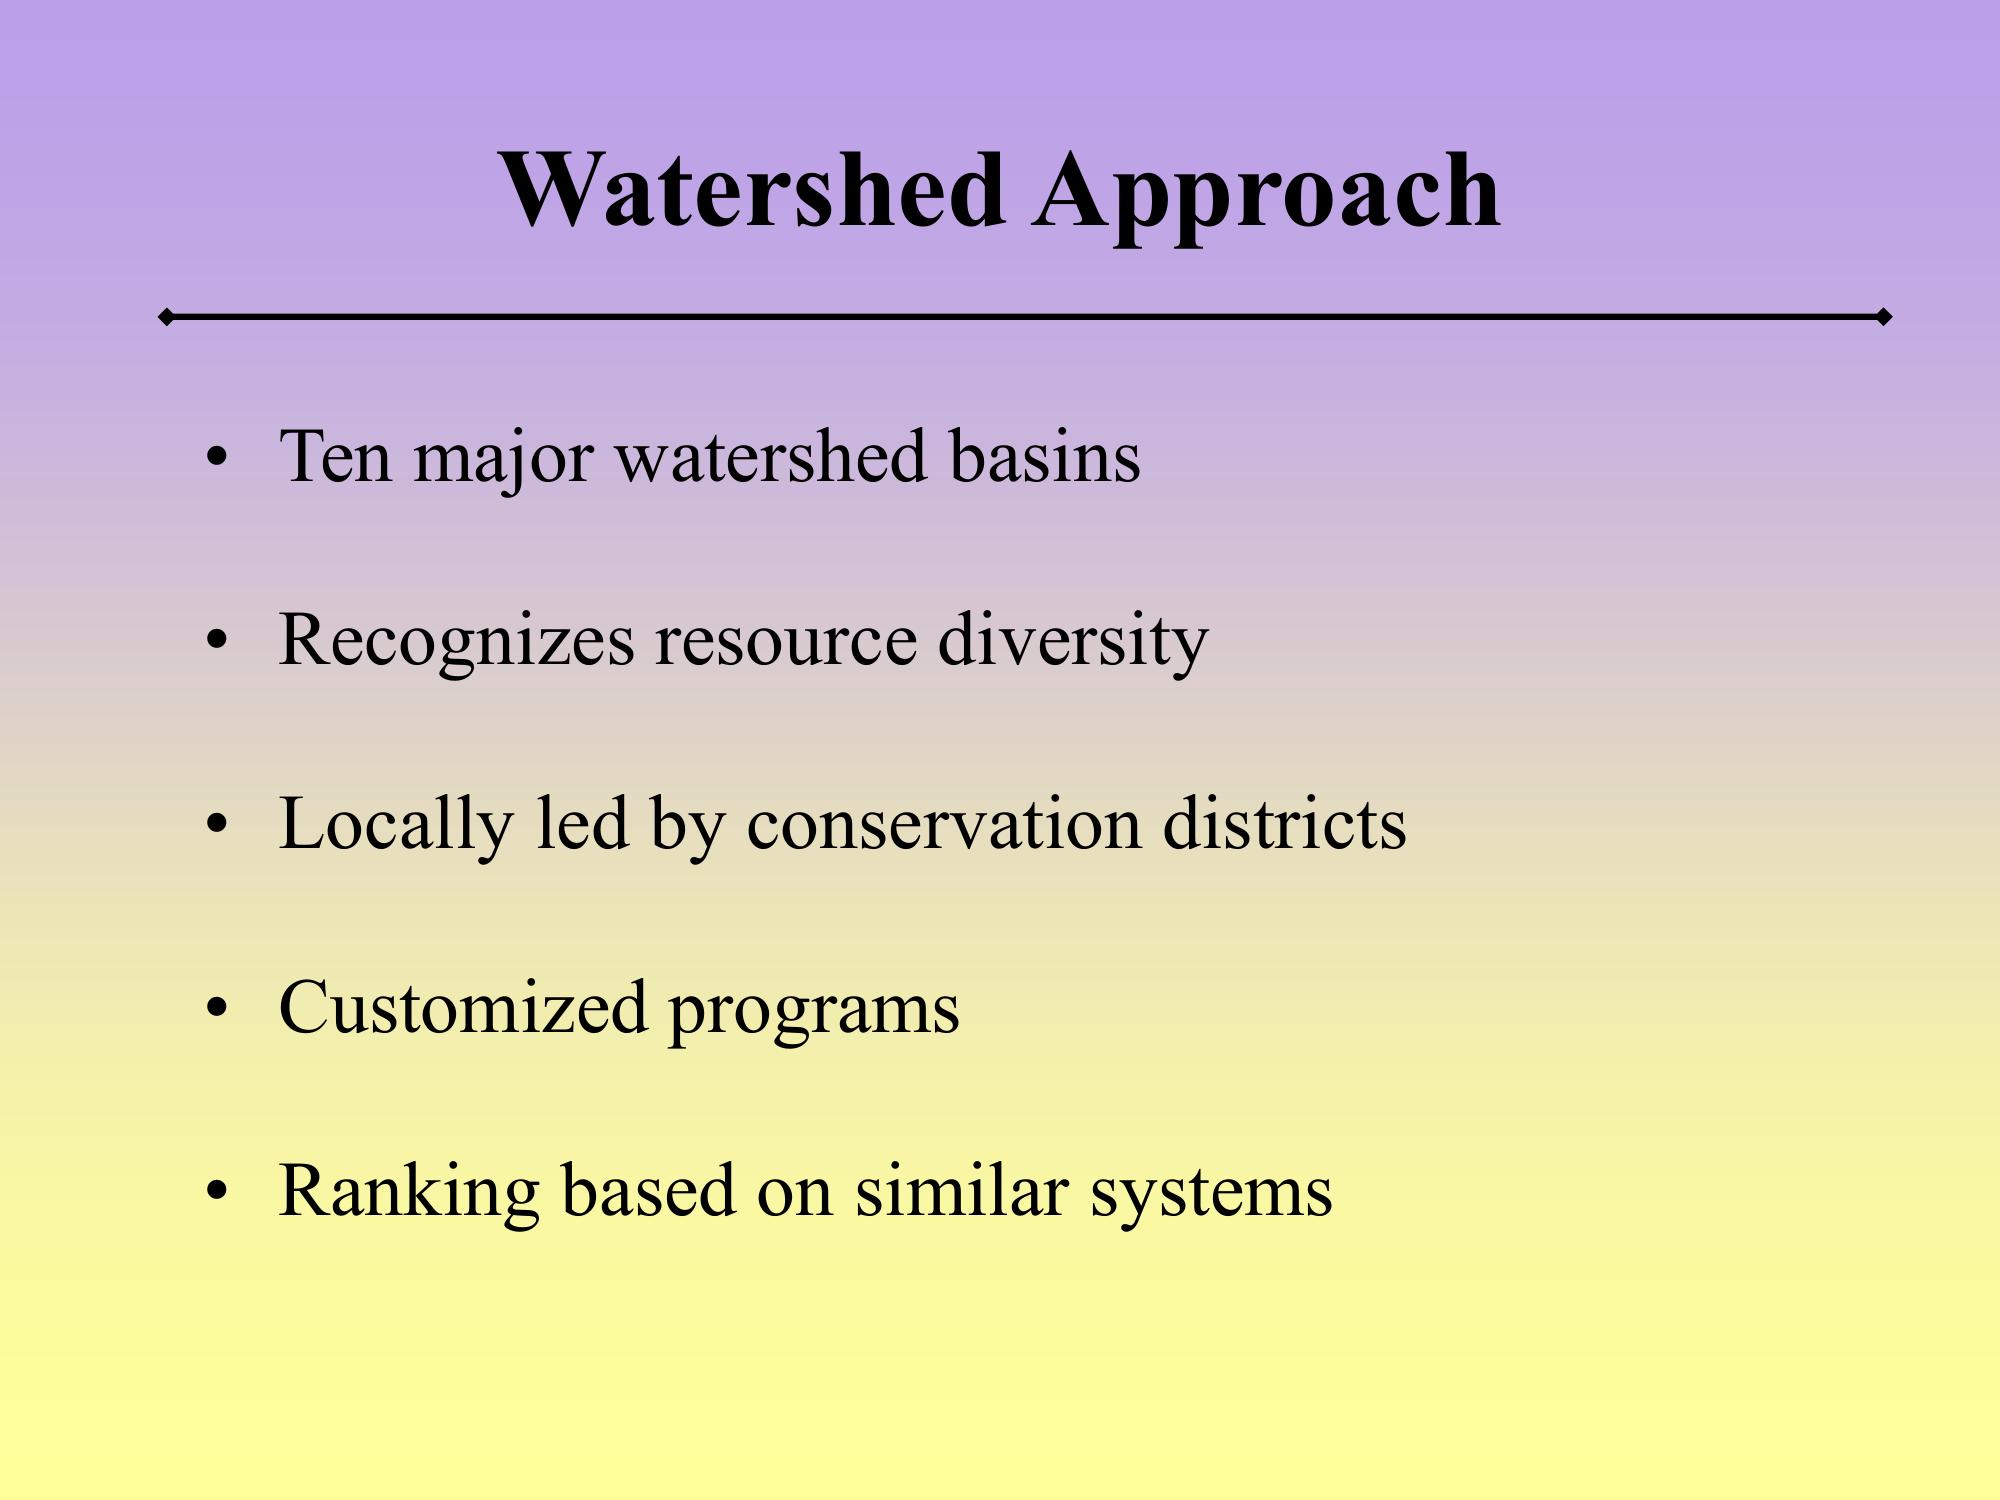 Watershed Approach
• Ten major watershed basins
• Recognizes resource diversity
• Locally led by conservation districts
• Customized programs
• Ranking based on similar systems